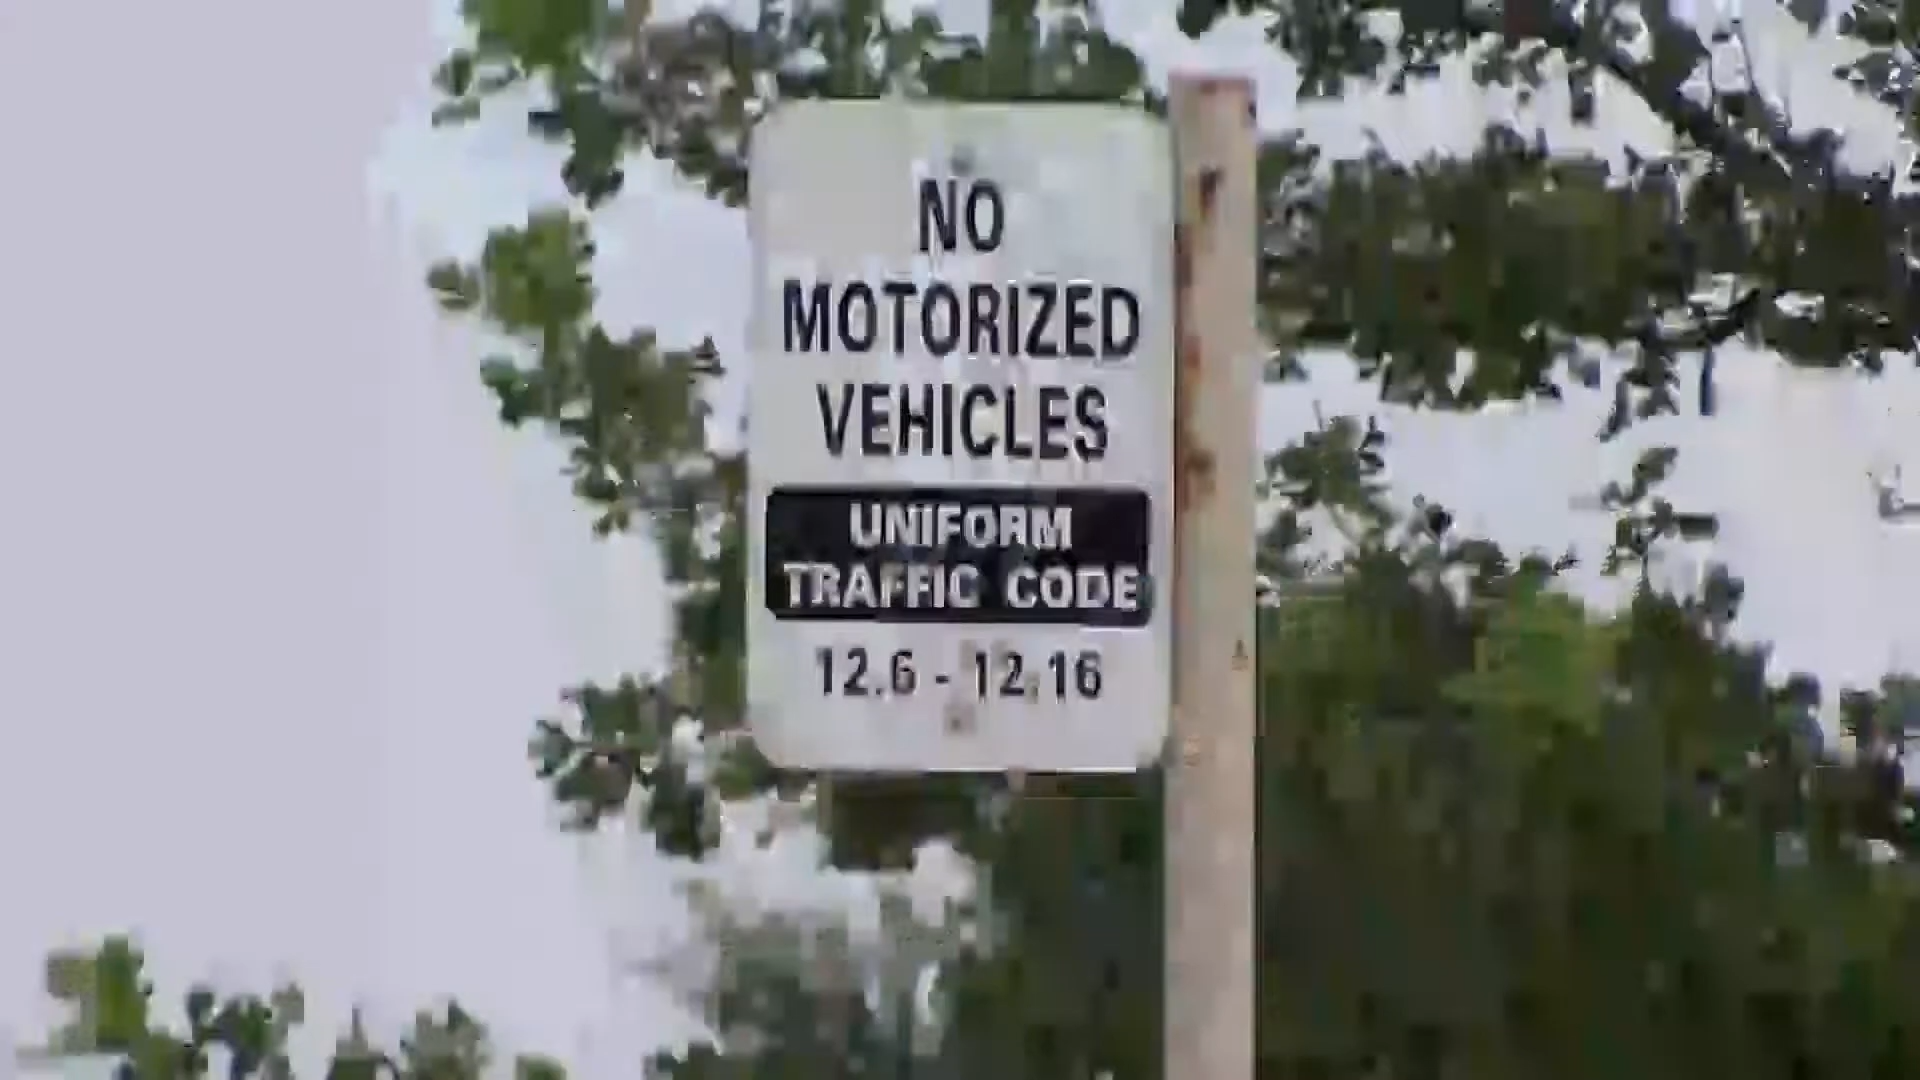 NO
MOTORIZED
VEHICLES
UNIFORM
TRAFFIC CODE
12.6 - 12.16